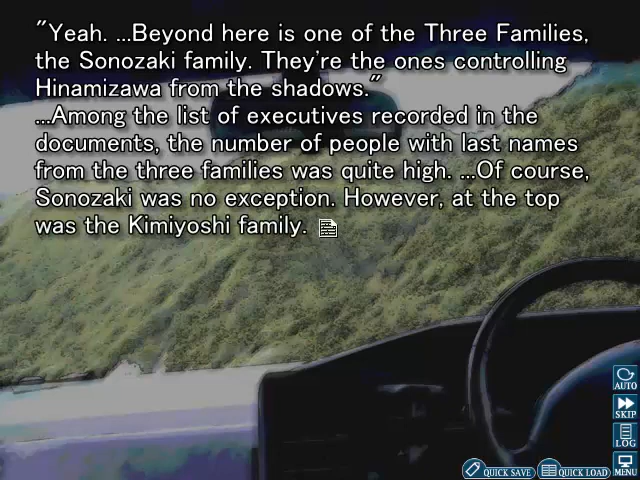 "Yeah. ...Beyond here is one of the Three Families,
the Sonozaki family. They're the ones controlling
Hinamizawa from the shadows."
...Among the list of executives recorded in the
documents, the number of people with last names
from the three families was quite high. ...Of course,
Sonozaki was no exception. However, at the top
was the Kimiyoshi family.
AUTO
SKIP
LOG
MENU
QUICK SAVE QUICK LOAD